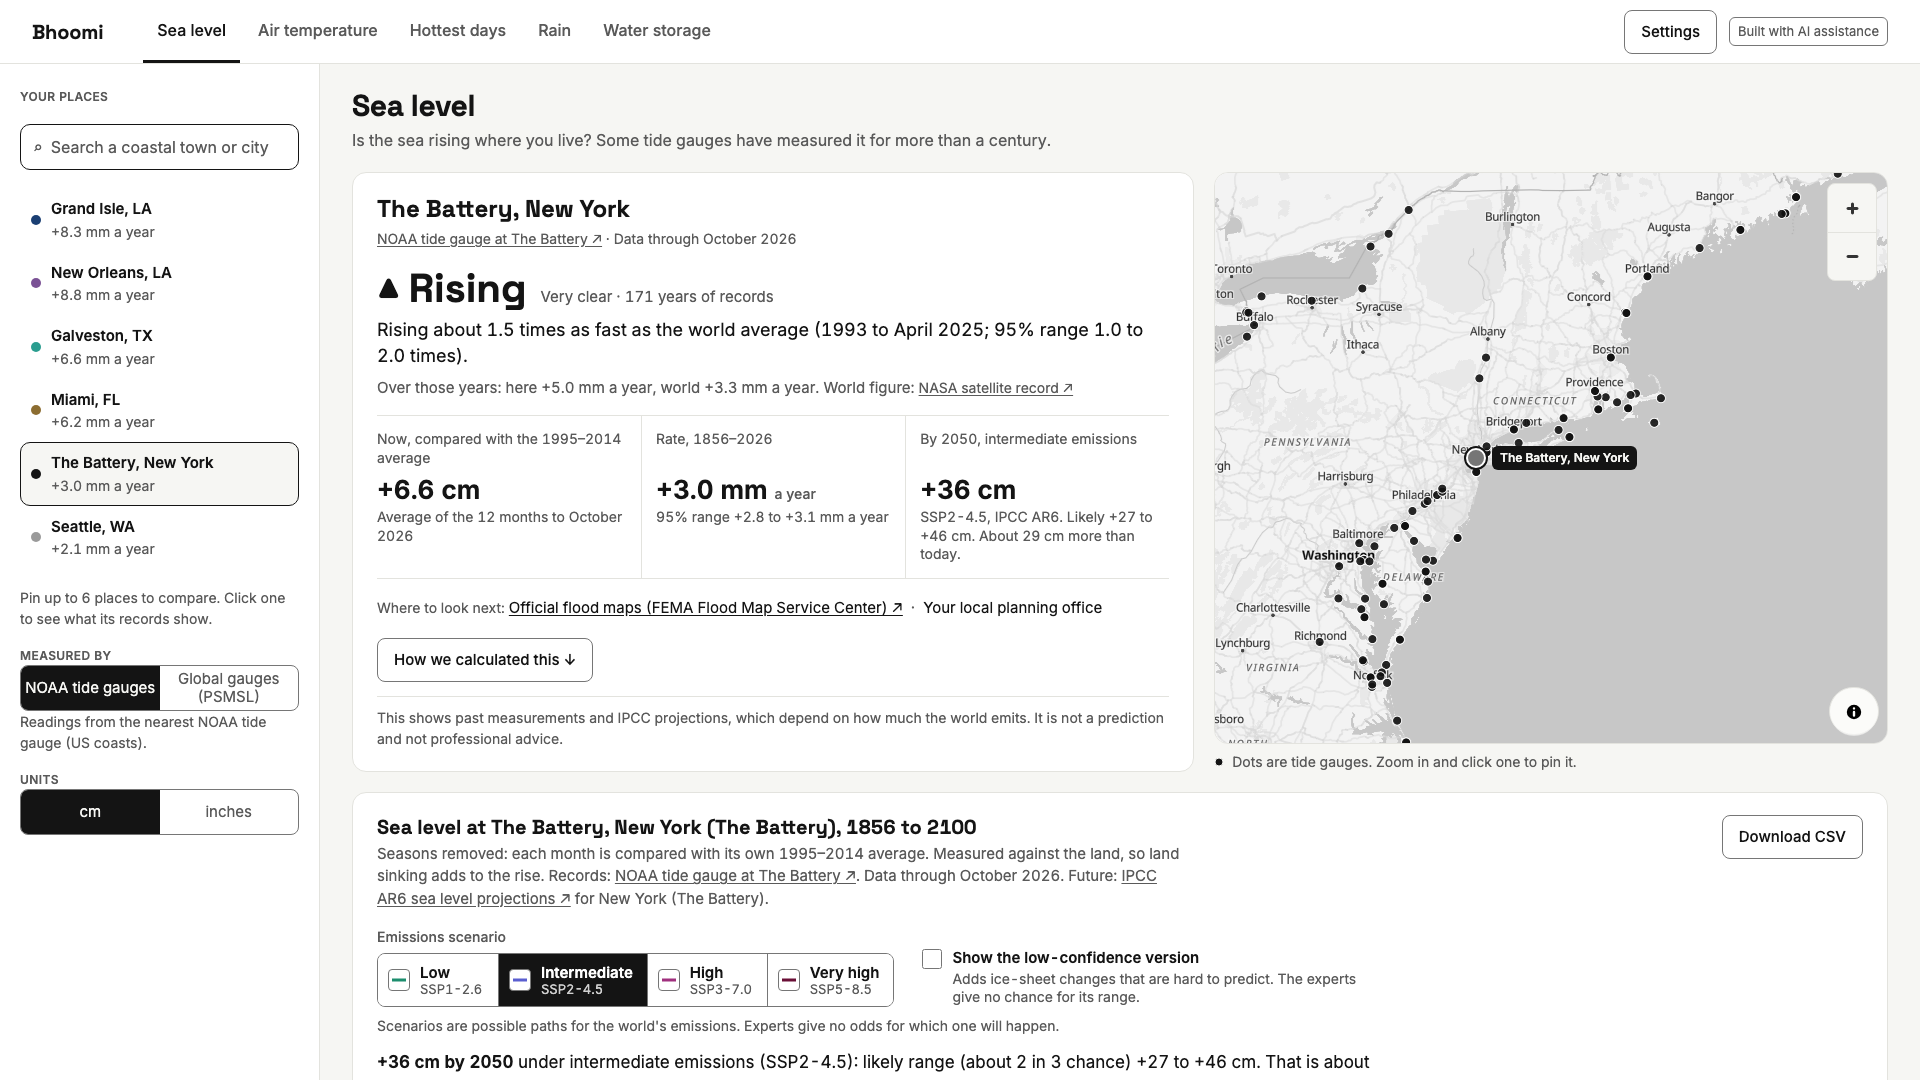 Bhoomi
Sea level
Air temperature
Hottest days
Rain
Water storage
Settings
Built with AI assistance
YOUR PLACES
Search a coastal town or city
Grand Isle, LA
+8.3 mm a year
New Orleans, LA
+8.8 mm a year
Galveston, TX
+6.6 mm a year
Miami, FL
+6.2 mm a year
The Battery, New York
+3.0 mm a year
Seattle, WA
+2.1 mm a year
Pin up to 6 places to compare. Click one
to see what its records show.
MEASURED BY
NOAA tide gauges
Global gauges
(PSMSL)
Readings from the nearest NOAA tide
gauge (US coasts).
UNITS
cm
inches
Sea level
Is the sea rising where you live? Some tide gauges have measured it for more than a century.
The Battery, New York
NOAA tide gauge at The Battery ↗ · Data through October 2026
▲ Rising
Very clear · 171 years of records
Rising about 1.5 times as fast as the world average (1993 to April 2025; 95% range 1.0 to
2.0 times).
Over those years: here +5.0 mm a year, world +3.3 mm a year. World figure: NASA satellite record ↗
Now, compared with the 1995–2014
average
+6.6 cm
Average of the 12 months to October
2026
Rate, 1856–2026
+3.0 mm a year
95% range +2.8 to +3.1 mm a year
By 2050, intermediate emissions
+36 cm
SSP2-4.5, IPCC AR6. Likely +27 to
+46 cm. About 29 cm more than
today.
Where to look next: Official flood maps (FEMA Flood Map Service Center) ↗ · Your local planning office
How we calculated this ↓
This shows past measurements and IPCC projections, which depend on how much the world emits. It is not a prediction
and not professional advice.
Bangor
Burlington
Augusta
oronto
Portland
ton
Rochester
Concord
Syracuse
Buffalo
Albany
Ithaca
Boston
Providence
CONNECTICUT
Bridgeport
PENNSYLVANIA
The Battery, New York
rgh
Harrisburg
Philadelphia
Baltimore
Washington
DELAWARE
Charlottesville
Richmond
Lynchburg
VIRGINIA
Norfolk
sboro
NORTH
+
−
Dots are tide gauges. Zoom in and click one to pin it.
Sea level at The Battery, New York (The Battery), 1856 to 2100
Download CSV
Seasons removed: each month is compared with its own 1995–2014 average. Measured against the land, so land
sinking adds to the rise. Records: NOAA tide gauge at The Battery ↗. Data through October 2026. Future: IPCC
AR6 sea level projections ↗ for New York (The Battery).
Emissions scenario
Low
SSP1-2.6
Intermediate
SSP2-4.5
High
SSP3-7.0
Very high
SSP5-8.5
Show the low-confidence version
Adds ice-sheet changes that are hard to predict. The experts
give no chance for its range.
Scenarios are possible paths for the world's emissions. Experts give no odds for which one will happen.
+36 cm by 2050 under intermediate emissions (SSP2-4.5): likely range (about 2 in 3 chance) +27 to +46 cm. That is about